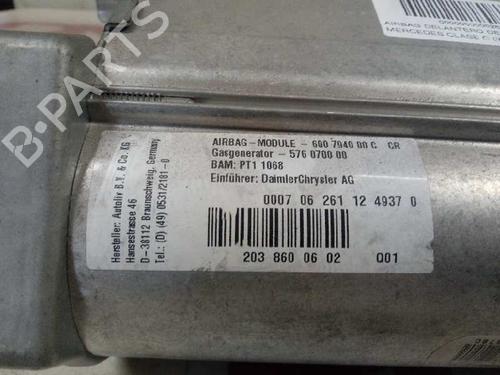 AIRBAG DELANTERO DE
MERCEDES CLASE C
B-PARTS
Hersteller: Autoliv B.V. & Co. KG
Hansestrasse 46
D-38112 Braunschweig, Germany
Tel.: (0) (49) 0531/2181-0
AIRBAG-MODULE - 600 7940 00 C CR
Gasgenerator - 576 0700 00
BAM: PT1 1068
Einführer: DaimlerChrysler AG
0007 06 261 12 4937 0
203 860 06 02 Q01